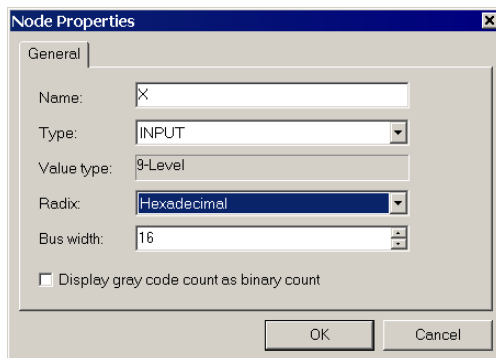 Node Properties
General
Name: X
Type: INPUT
Value type: 9-Level
Radix: Hexadecimal
Bus width: 16
Display gray code count as binary count
OK Cancel